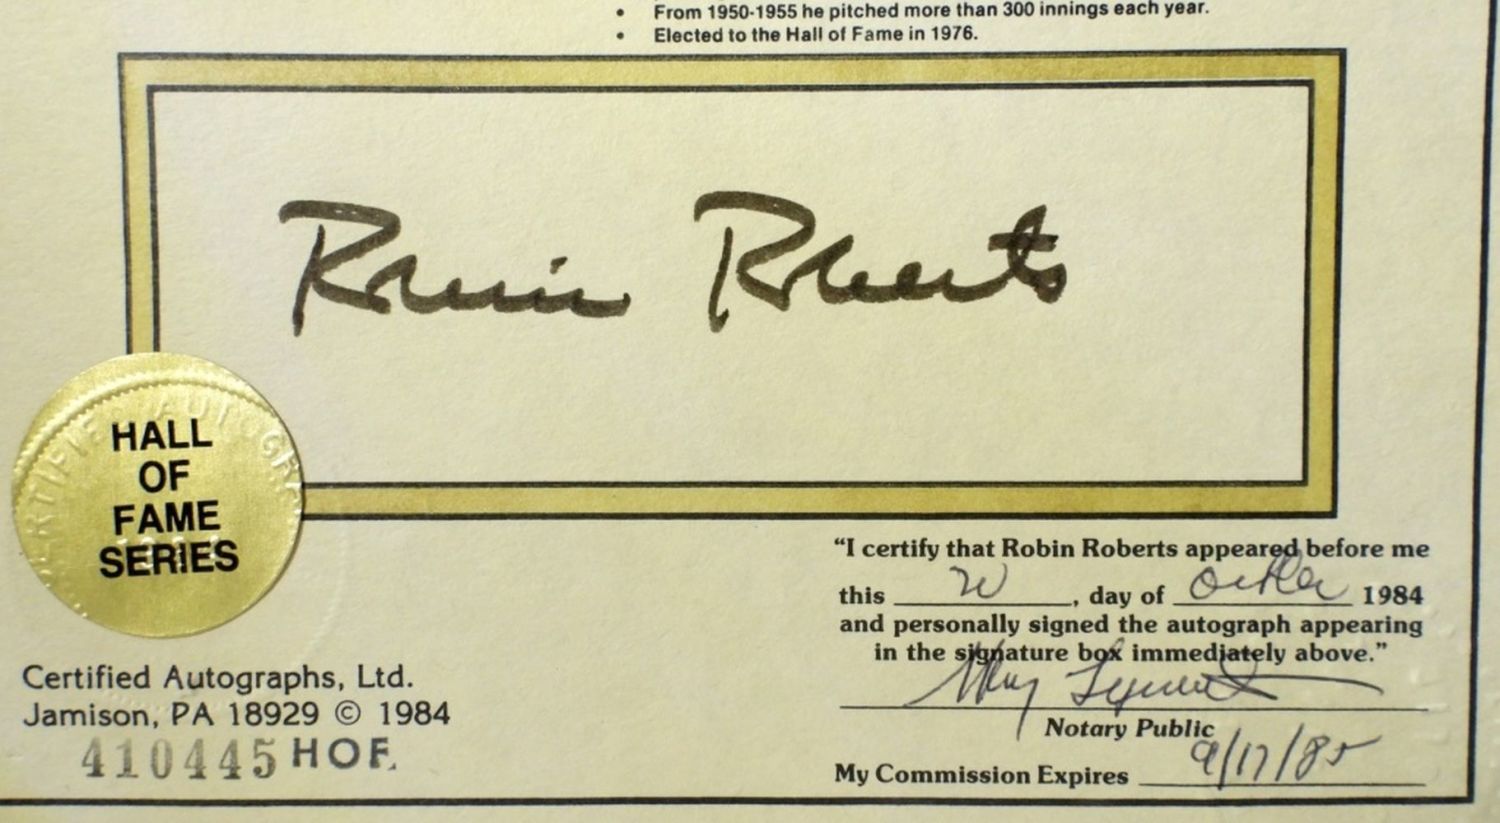 • From 1950-1955 he pitched more than 300 innings each year.
• Elected to the Hall of Fame in 1976.
Robin Roberts
HALL
OF
FAME
SERIES
"I certify that Robin Roberts appeared before me
this , day of October 1984
and personally signed the autograph appearing
in the signature box immediately above."
Notary Public
My Commission Expires 9/17/85
Certified Autographs, Ltd.
Jamison, PA 18929 © 1984
410445 HOF.